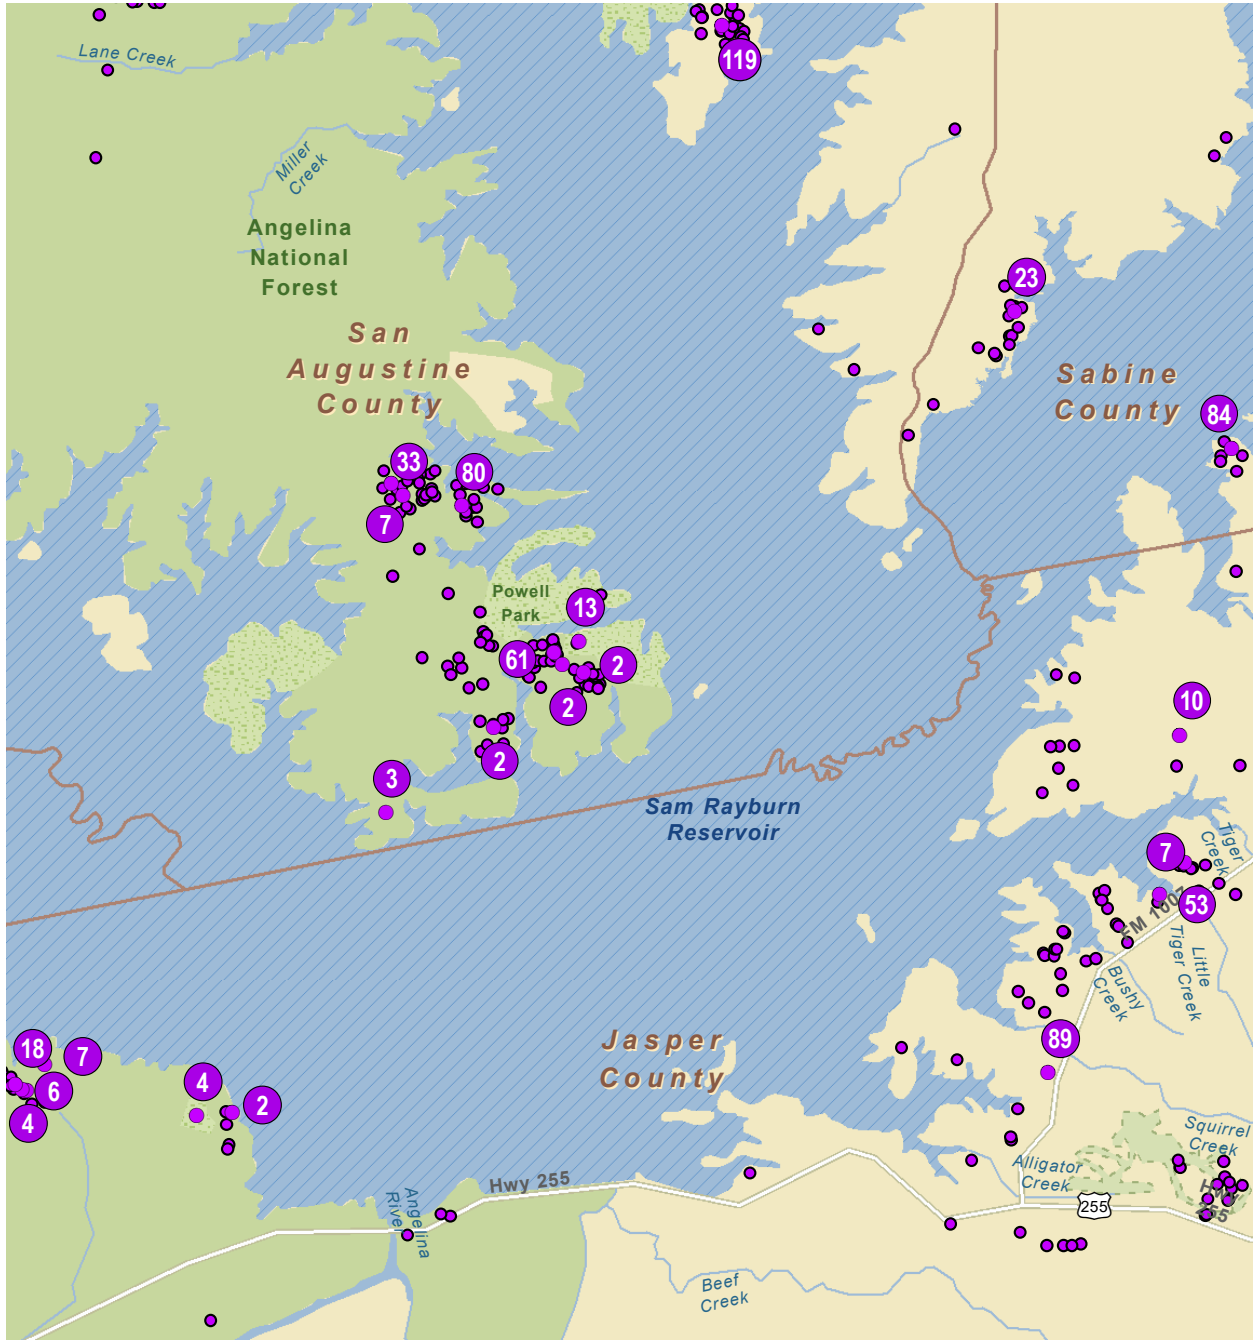 Lane Creek
119
Miller
Creek
Angelina
National
Forest
23
San
Augustine
County
Sabine
County
84
33
80
7
Powell
Park
13
61
2
2
10
2
3
Sam Rayburn
Reservoir
Tiger
Creek
7
53
FM 1007
Little
Tiger Creek
Bushy
Creek
18
7
Jasper
County
89
4
6
2
4
Squirrel
Creek
Alligator
Creek
Hwy 255
Angelina
River
HWY
255
255
Beef
Creek